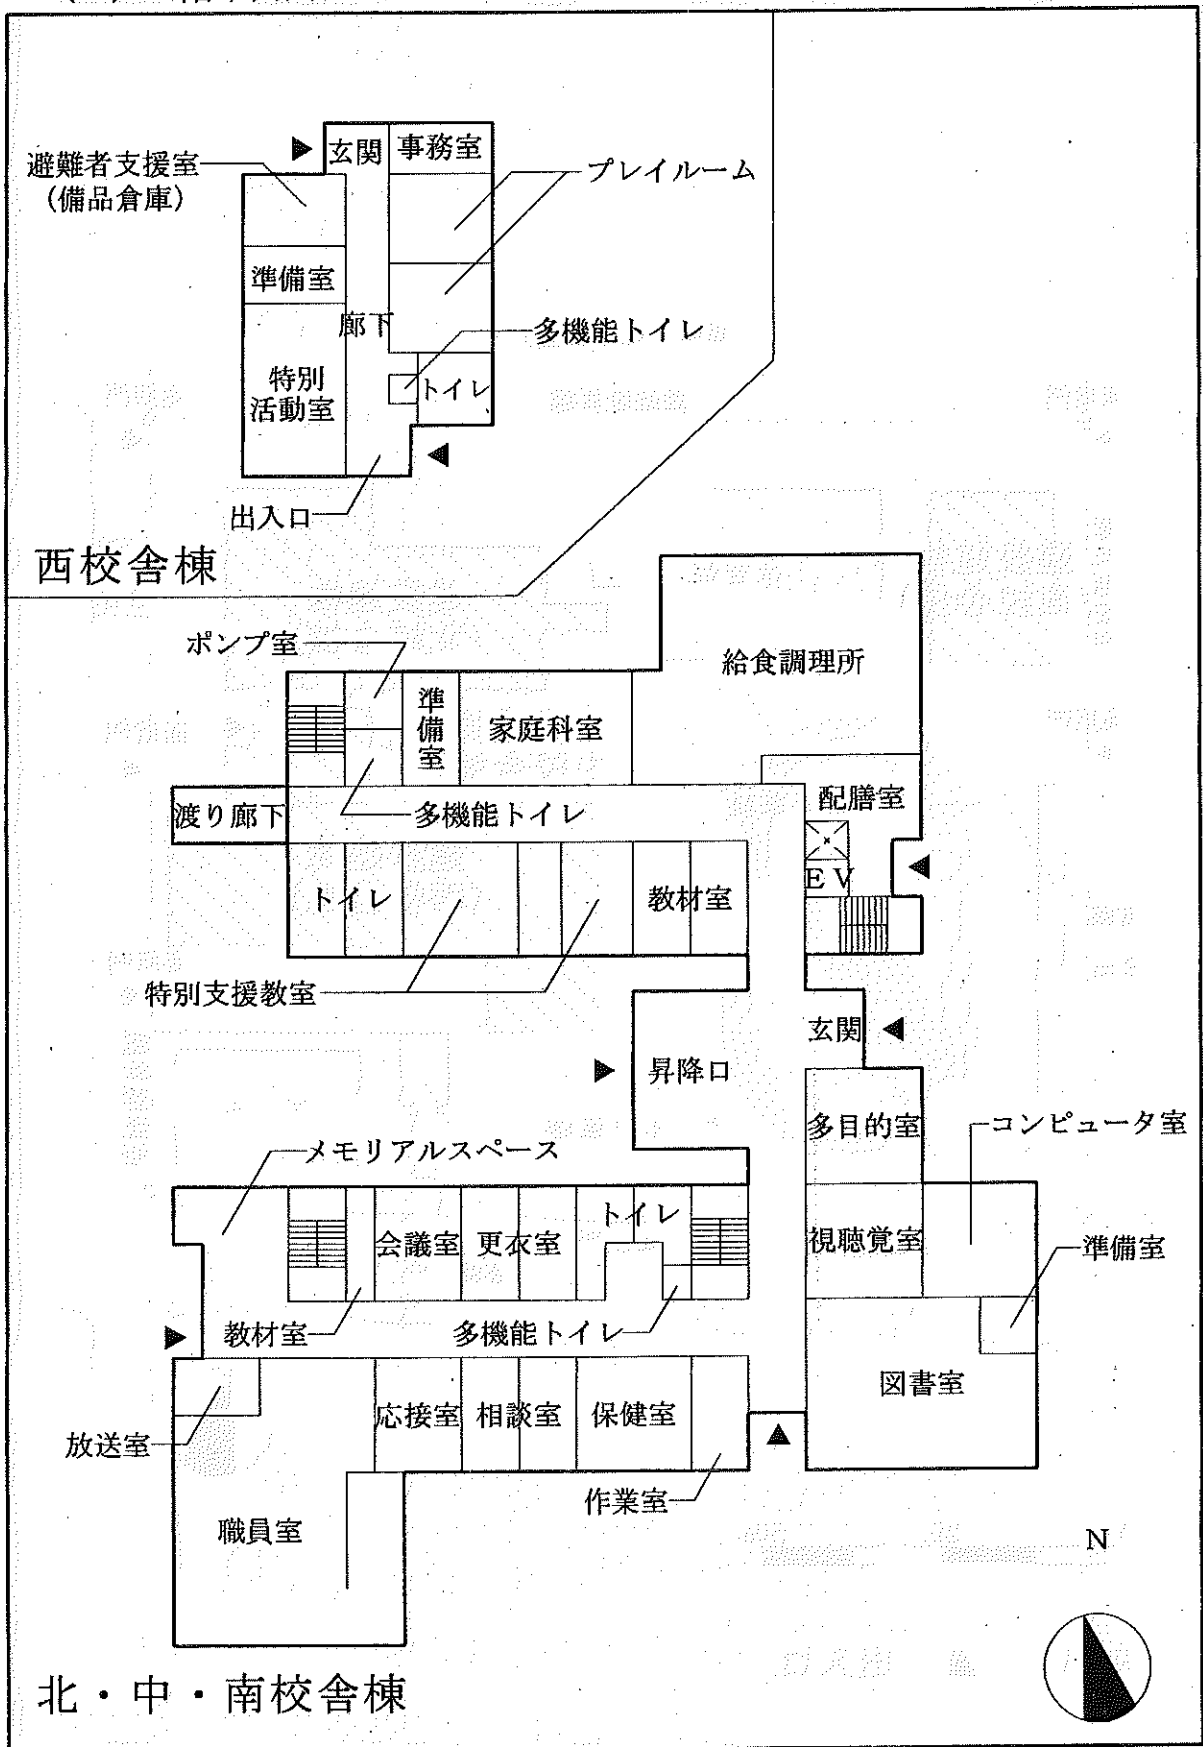 玄関
事務室
避難者支援室
(備品倉庫)
プレイルーム
準備室
廊下
多機能トイレ
特別
活動室
トイレ
出入口
西校舎棟
ポンプ室
給食調理所
準備室
家庭科室
渡り廊下
多機能トイレ
配膳室
EV
トイレ
教材室
特別支援教室
玄関
昇降口
多目的室
コンピュータ室
メモリアルスペース
トイレ
会議室
更衣室
視聴覚室
準備室
教材室
多機能トイレ
図書室
応接室
相談室
保健室
放送室
作業室
職員室
N
北・中・南校舎棟